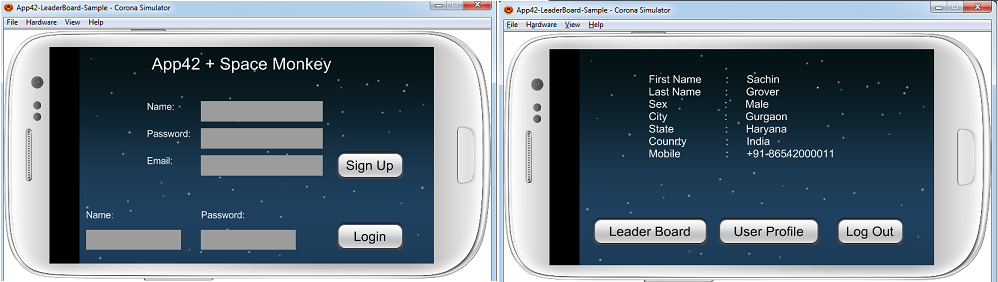 App42-LeaderBoard-Sample - Corona Simulator
File Hardware View Help
App42 + Space Monkey
Name:
Password:
Email:
Sign Up
Name: Password:
Login
App42-LeaderBoard-Sample - Corona Simulator
File Hardware View Help
First Name : Sachin
Last Name : Grover
Sex : Male
City : Gurgaon
State : Haryana
Counrty : India
Mobile : +91-86542000011
Leader Board User Profile Log Out